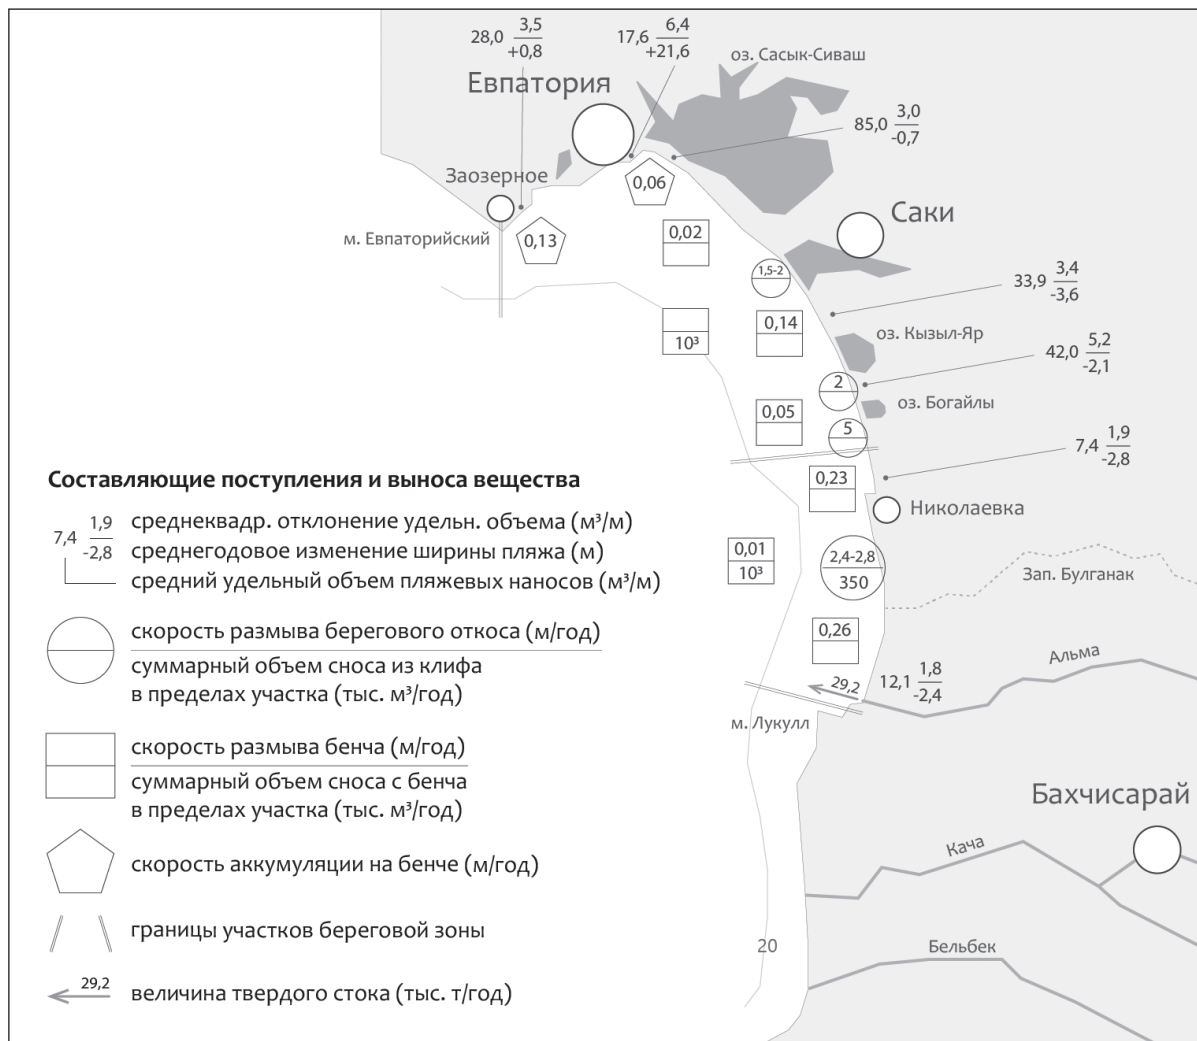 28,0 3,5
+0,8
17,6 6,4
+21,6
оз. Сасык-Сиваш
Евпатория
85,0 3,0
-0,7
Заозерное
0,06
Саки
м. Евпаторийский
0,13
0,02
1,5-2
33,9 3,4
-3,6
0,14
10³
оз. Кызыл-Яр
42,0 5,2
-2,1
2
оз. Богайлы
0,05
5
7,4 1,9
-2,8
0,23
Николаевка
0,01
10³
2,4-2,8
350
Зап. Булганак
0,26
Альма
29,2
12,1 1,8
-2,4
м. Лукулл
Бахчисарай
Кача
20
Бельбек
Составляющие поступления и выноса вещества
7,4 1,9
-2,8
среднеквадр. отклонение удельн. объема (м³/м)
среднегодовое изменение ширины пляжа (м)
средний удельный объем пляжевых наносов (м³/м)
скорость размыва берегового откоса (м/год)
суммарный объем сноса из клифа
в пределах участка (тыс. м³/год)
скорость размыва бенча (м/год)
суммарный объем сноса с бенча
в пределах участка (тыс. м³/год)
скорость аккумуляции на бенче (м/год)
границы участков береговой зоны
29,2
величина твердого стока (тыс. т/год)